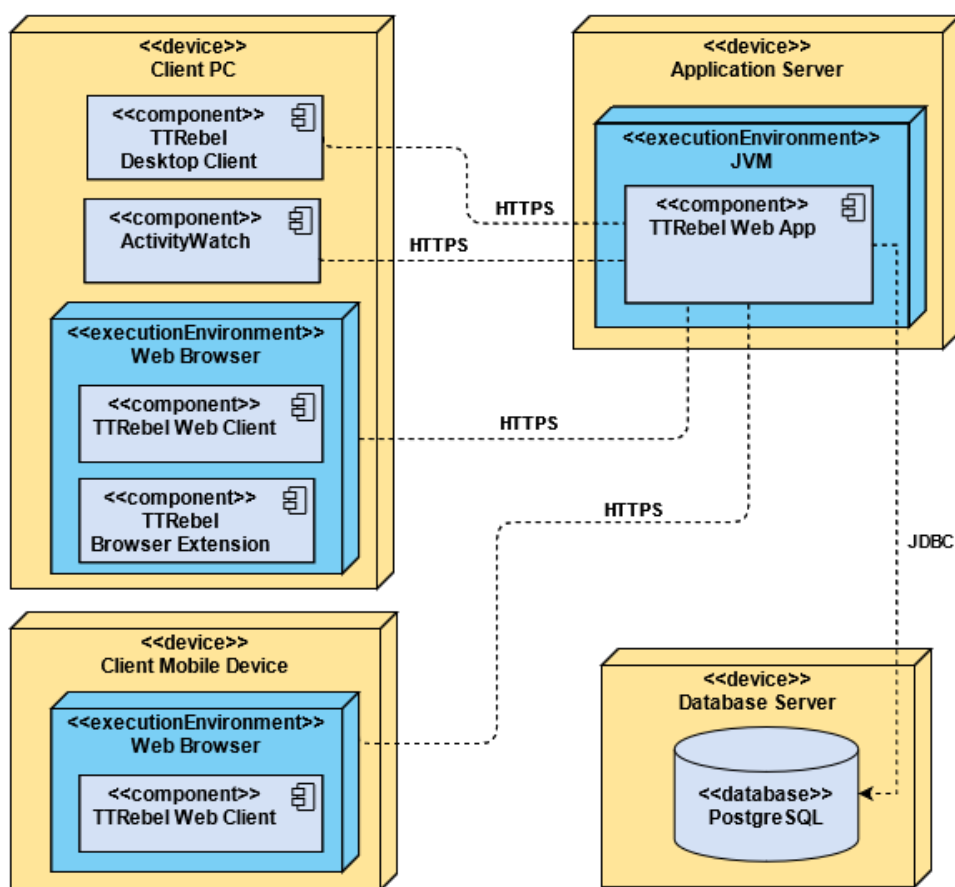 <<device>>
Client PC
<<component>>
TTRebel
Desktop Client
<<component>>
ActivityWatch
<<executionEnvironment>>
Web Browser
<<component>>
TTRebel Web Client
<<component>>
TTRebel
Browser Extension
<<device>>
Client Mobile Device
<<executionEnvironment>>
Web Browser
<<component>>
TTRebel Web Client
HTTPS
HTTPS
HTTPS
HTTPS
<<device>>
Application Server
<<executionEnvironment>>
JVM
<<component>>
TTRebel Web App
JDBC
<<device>>
Database Server
<<database>>
PostgreSQL